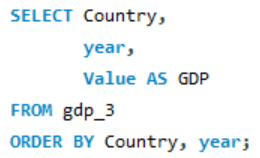 SELECT Country,
year,
Value AS GDP
FROM gdp_3
ORDER BY Country, year;